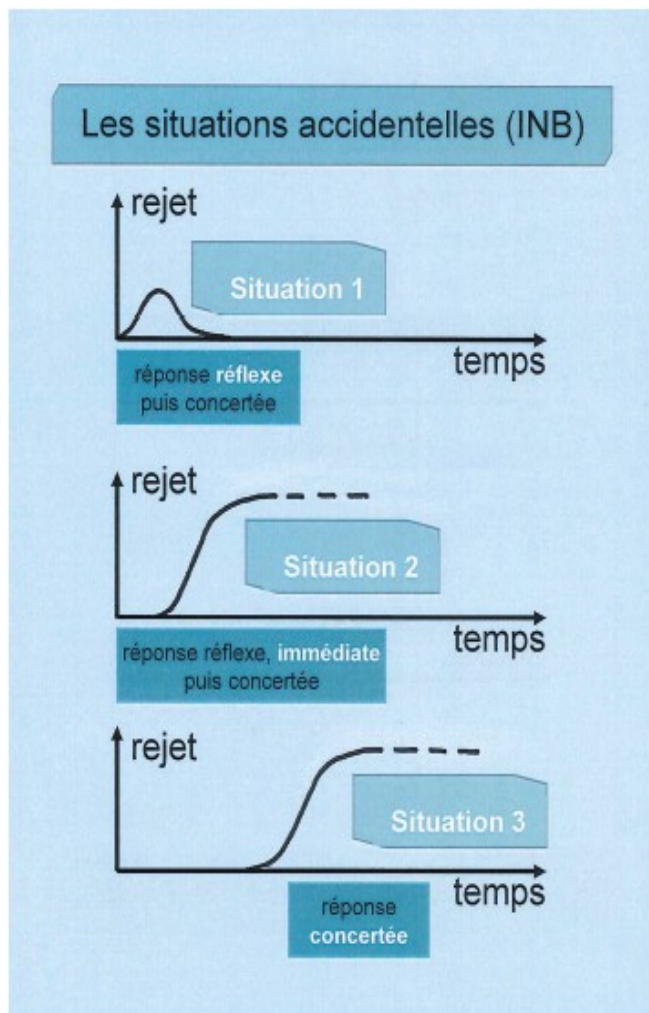 Les situations accidentelles (INB)
rejet
Situation 1
temps
réponse réflexe
puis concertée
rejet
Situation 2
temps
réponse réflexe, immédiate
puis concertée
rejet
Situation 3
temps
réponse
concertée